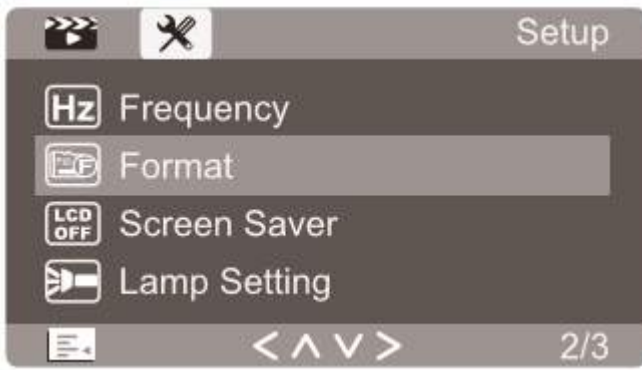 Setup
Hz Frequency
F Format
LCD OFF Screen Saver
Lamp Setting
2/3